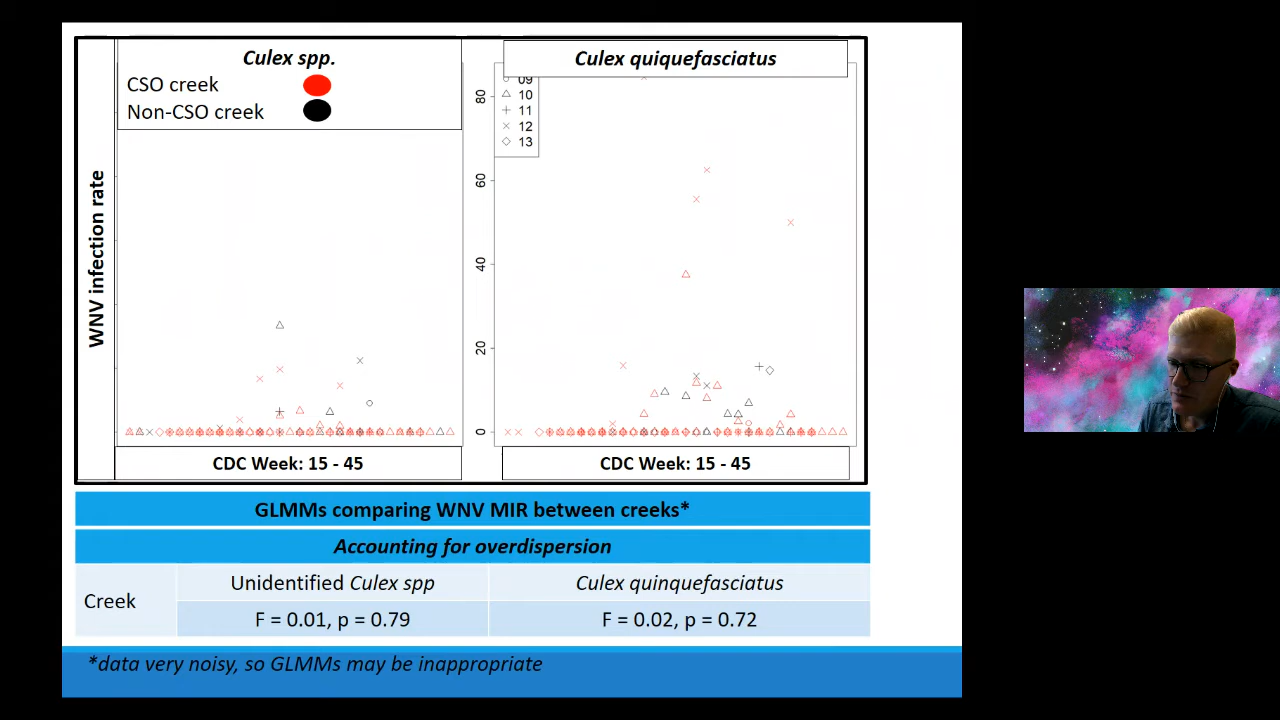 Culex spp.
CSO creek
Non-CSO creek
WNV infection rate
CDC Week: 15 - 45
Culex quiquefasciatus
09
10
11
12
13
80
60
40
20
0
CDC Week: 15 - 45
GLMMs comparing WNV MIR between creeks*
Accounting for overdispersion
Creek
Unidentified Culex spp
Culex quinquefasciatus
F = 0.01, p = 0.79
F = 0.02, p = 0.72
*data very noisy, so GLMMs may be inappropriate